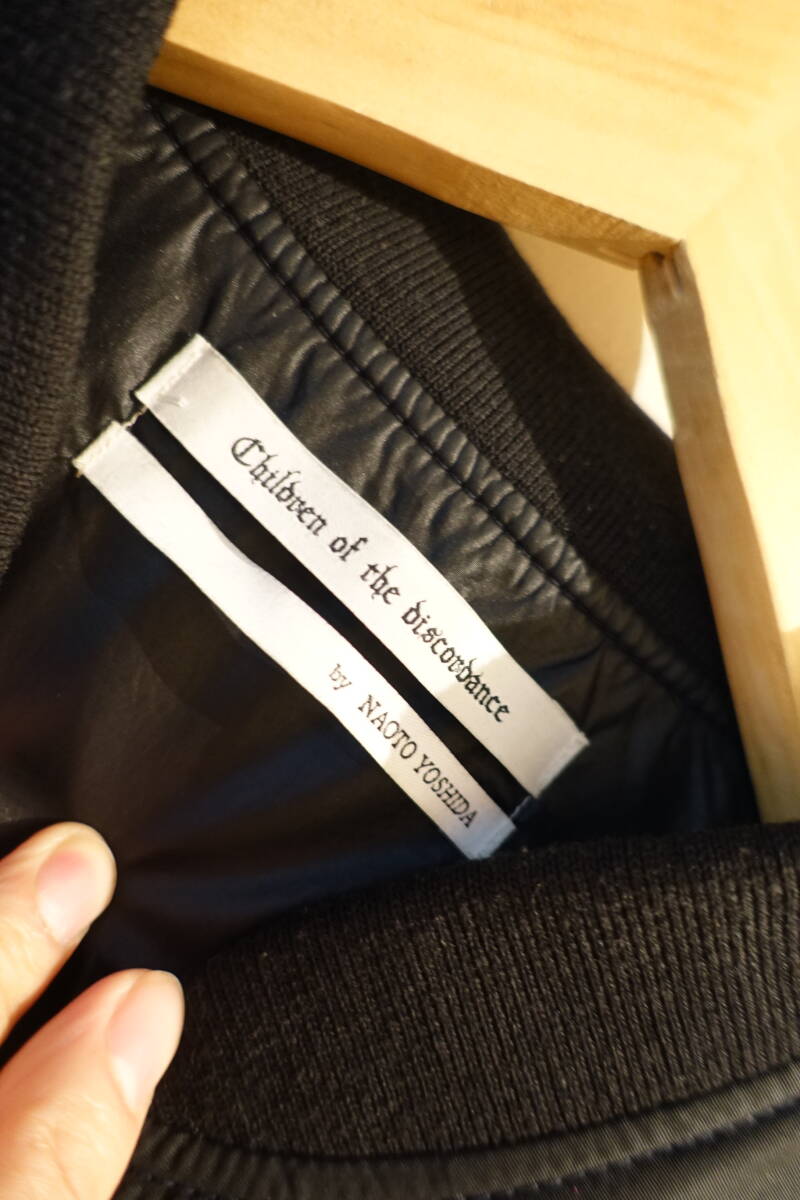 Children of the discordance
by NAOTO YOSHIDA